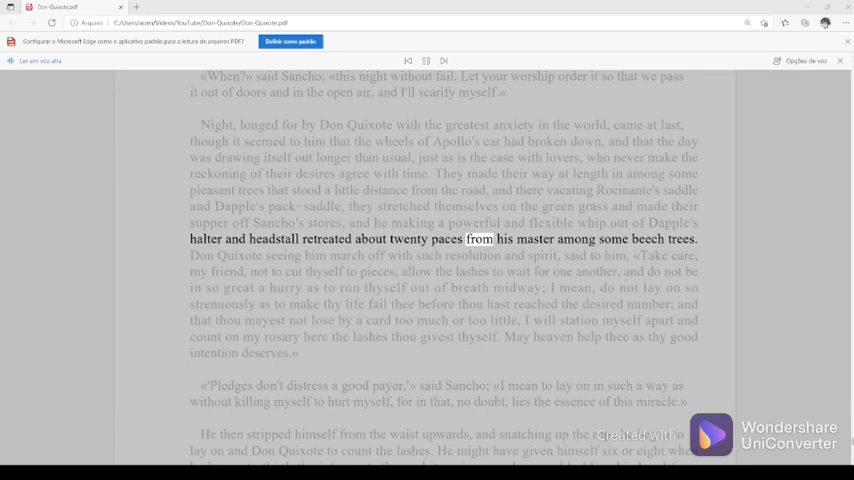 Don-Quixote.pdf
Arquivo
C:/Users/acorn/Videos/YouTube/Don-Quixote/Don-Quixote.pdf
Configurar o Microsoft Edge como o aplicativo padrão para a leitura de arquivos PDF?
Definir como padrão
Ler em voz alta
Opções de voz
«When?» said Sancho; «this night without fail. Let your worship order it so that we pass
it out of doors and in the open air, and I'll scarify myself.»
Night, longed for by Don Quixote with the greatest anxiety in the world, came at last,
though it seemed to him that the wheels of Apollo's car had broken down, and that the day
was drawing itself out longer than usual, just as is the case with lovers, who never make the
reckoning of their desires agree with time. They made their way at length in among some
pleasant trees that stood a little distance from the road, and there vacating Rocinante's saddle
and Dapple's pack−saddle, they stretched themselves on the green grass and made their
supper off Sancho's stores, and he making a powerful and flexible whip out of Dapple's
halter and headstall retreated about twenty paces from his master among some beech trees.
Don Quixote seeing him march off with such resolution and spirit, said to him, «Take care,
my friend, not to cut thyself to pieces; allow the lashes to wait for one another, and do not be
in so great a hurry as to run thyself out of breath midway; I mean, do not lay on so
strenuously as to make thy life fail thee before thou hast reached the desired number; and
that thou mayest not lose by a card too much or too little, I will station myself apart and
count on my rosary here the lashes thou givest thyself. May heaven help thee as thy good
intention deserves.»
«'Pledges don't distress a good payer,'» said Sancho; «I mean to lay on in such a way as
without killing myself to hurt myself, for in that, no doubt, lies the essence of this miracle.»
He then stripped himself from the waist upwards, and snatching up the
lay on and Don Quixote to count the lashes. He might have given himself six or eight when
Created with
Wondershare
UniConverter